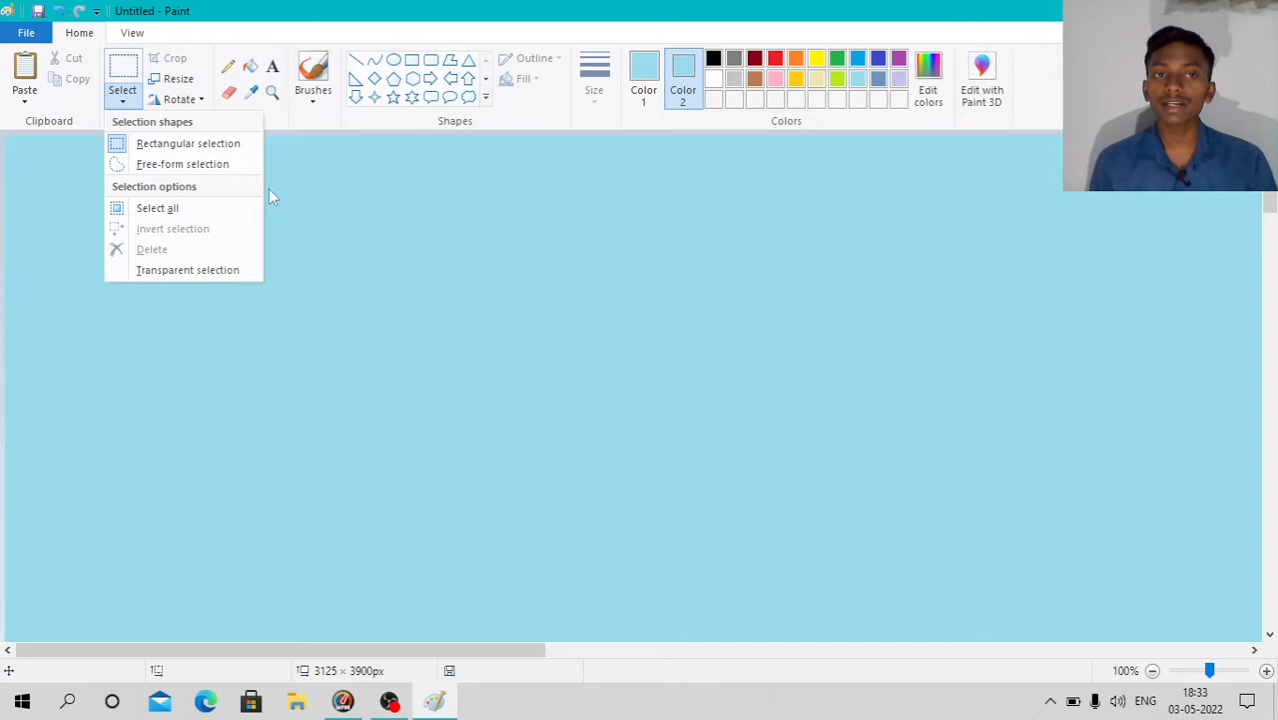 Untitled - Paint
File Home View
Paste
Cut
Copy
Clipboard
Select
Crop
Resize
Rotate
A
Brushes
Outline
Fill
Shapes
Size
Color 1
Color 2
Edit colors
Edit with Paint 3D
Colors
Selection shapes
Rectangular selection
Free-form selection
Selection options
Select all
Invert selection
Delete
Transparent selection
3125 × 3900px
100%
ENG
18:33
03-05-2022